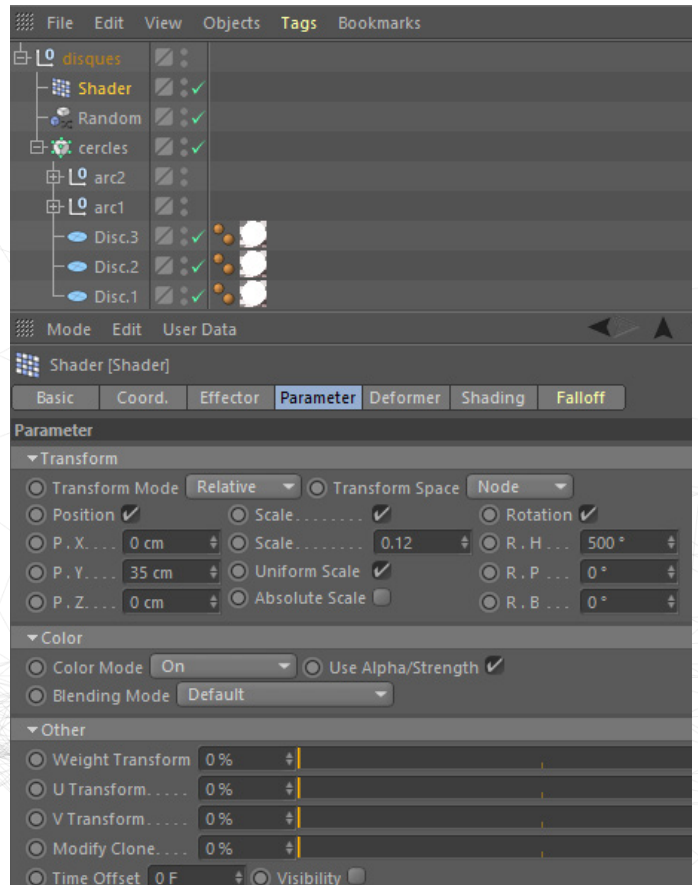 File Edit View Objects Tags Bookmarks
disques
Shader
Random
cercles
arc2
arc1
Disc.3
Disc.2
Disc.1
Mode Edit User Data
Shader [Shader]
Basic Coord. Effector Parameter Deformer Shading Falloff
Parameter
Transform
Transform Mode Relative Transform Space Node
Position Scale........ Rotation
P . X.... 0 cm Scale........ 0.12 R . H ... 500 °
P . Y.... 35 cm Uniform Scale R . P ... 0 °
P . Z.... 0 cm Absolute Scale R . B ... 0 °
Color
Color Mode On Use Alpha/Strength
Blending Mode Default
Other
Weight Transform 0 %
U Transform..... 0 %
V Transform..... 0 %
Modify Clone.... 0 %
Time Offset 0 F Visibility